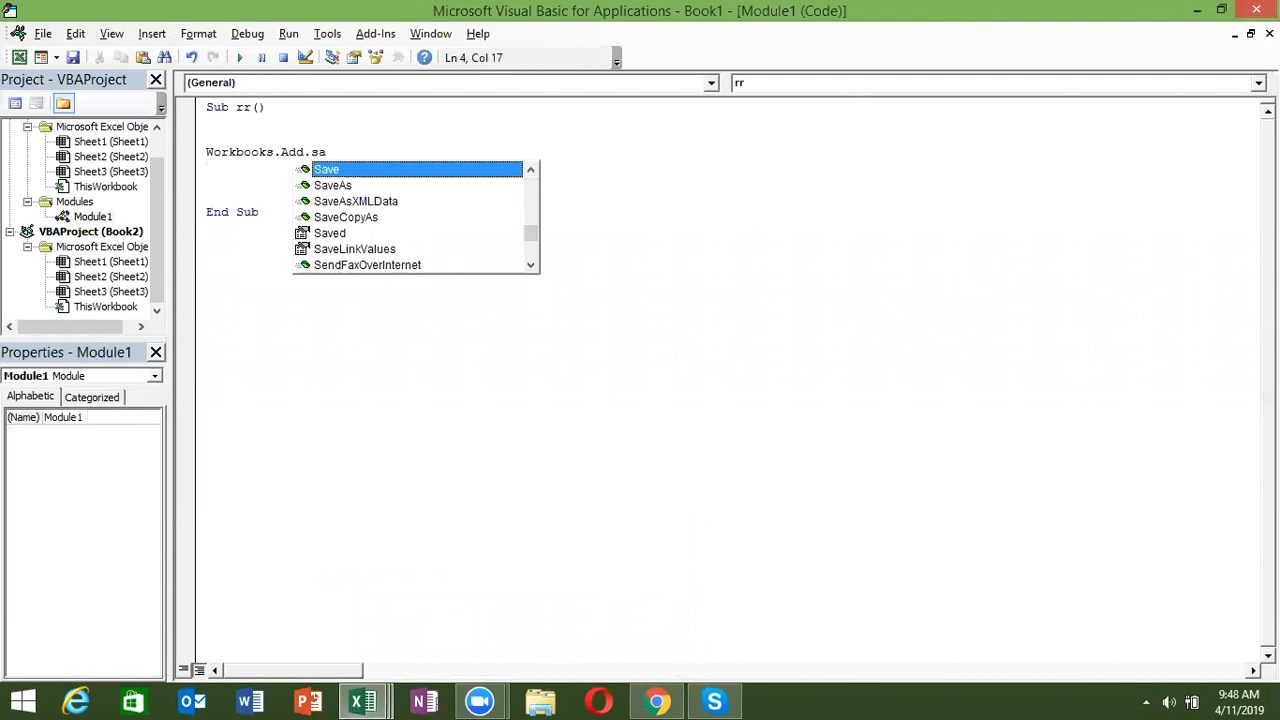 Microsoft Visual Basic for Applications - Book1 - [Module1 (Code)]
File Edit View Insert Format Debug Run Tools Add-Ins Window Help
Ln 4, Col 17
Project - VBAProject
(General)
rr
Microsoft Excel Obje
Sheet1 (Sheet1)
Sheet2 (Sheet2)
Sheet3 (Sheet3)
ThisWorkbook
Modules
Module1
VBAProject (Book2)
Microsoft Excel Obje
Sheet1 (Sheet1)
Sheet2 (Sheet2)
Sheet3 (Sheet3)
ThisWorkbook
Sub rr()
Workbooks.Add.sa
Save
SaveAs
SaveAsXMLData
SaveCopyAs
Saved
SaveLinkValues
SendFaxOverInternet
End Sub
Properties - Module1
Module1 Module
Alphabetic Categorized
(Name) Module1
9:48 AM
4/11/2019